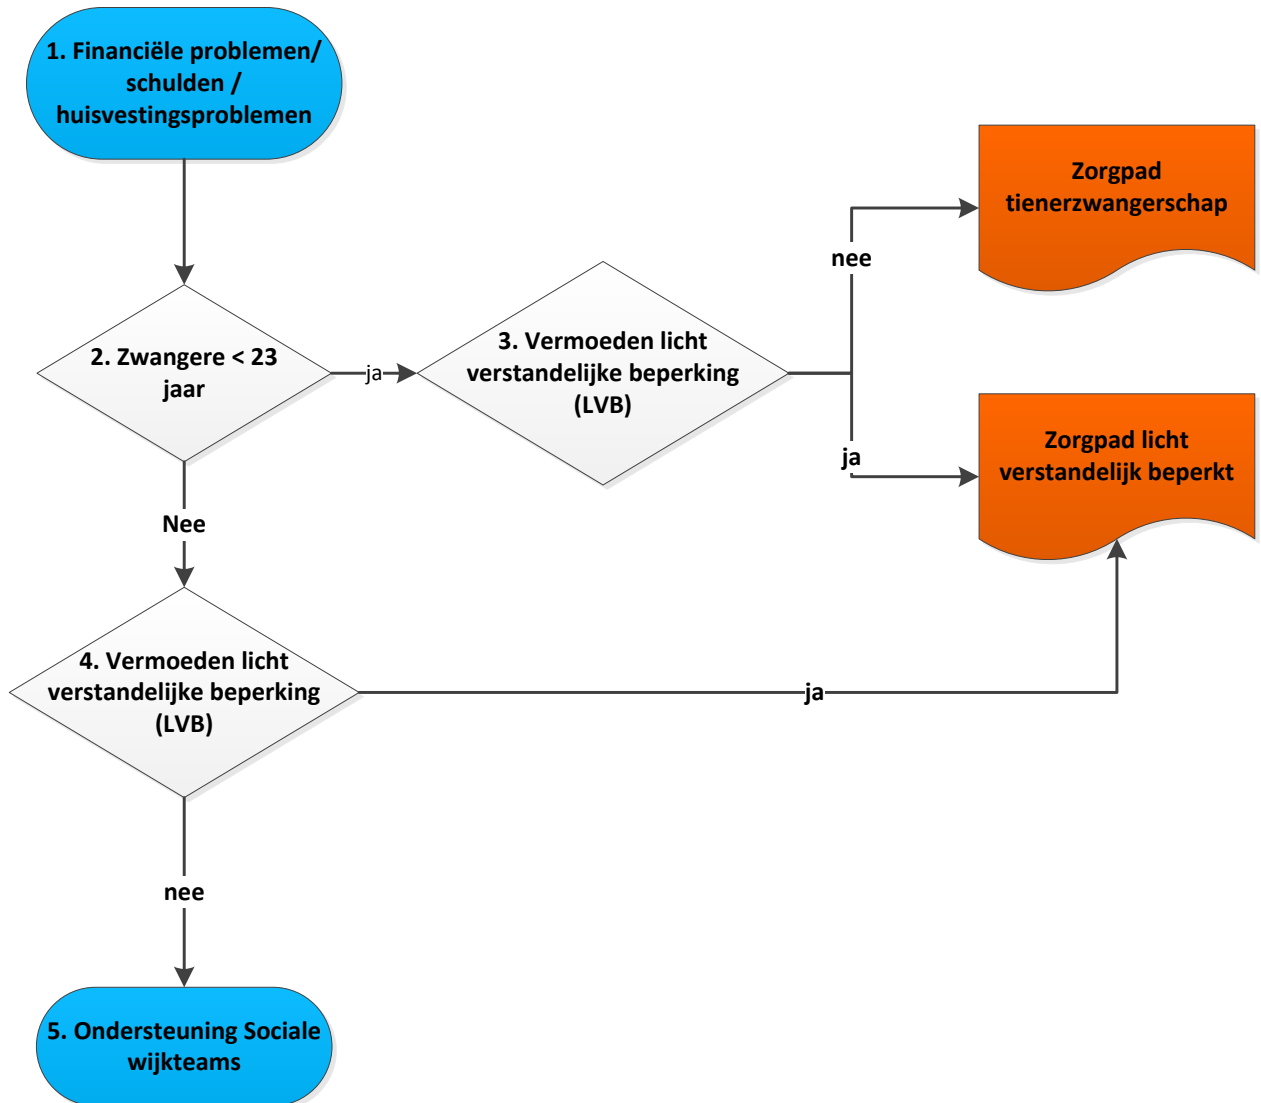 1. Financiële problemen/
schulden /
huisvestingsproblemen
Zorgpad
tienerzwangerschap
nee
2. Zwangere < 23
jaar
ja
3. Vermoeden licht
verstandelijke beperking
(LVB)
ja
Zorgpad licht
verstandelijk beperkt
Nee
4. Vermoeden licht
verstandelijke beperking
(LVB)
ja
nee
5. Ondersteuning Sociale
wijkteams